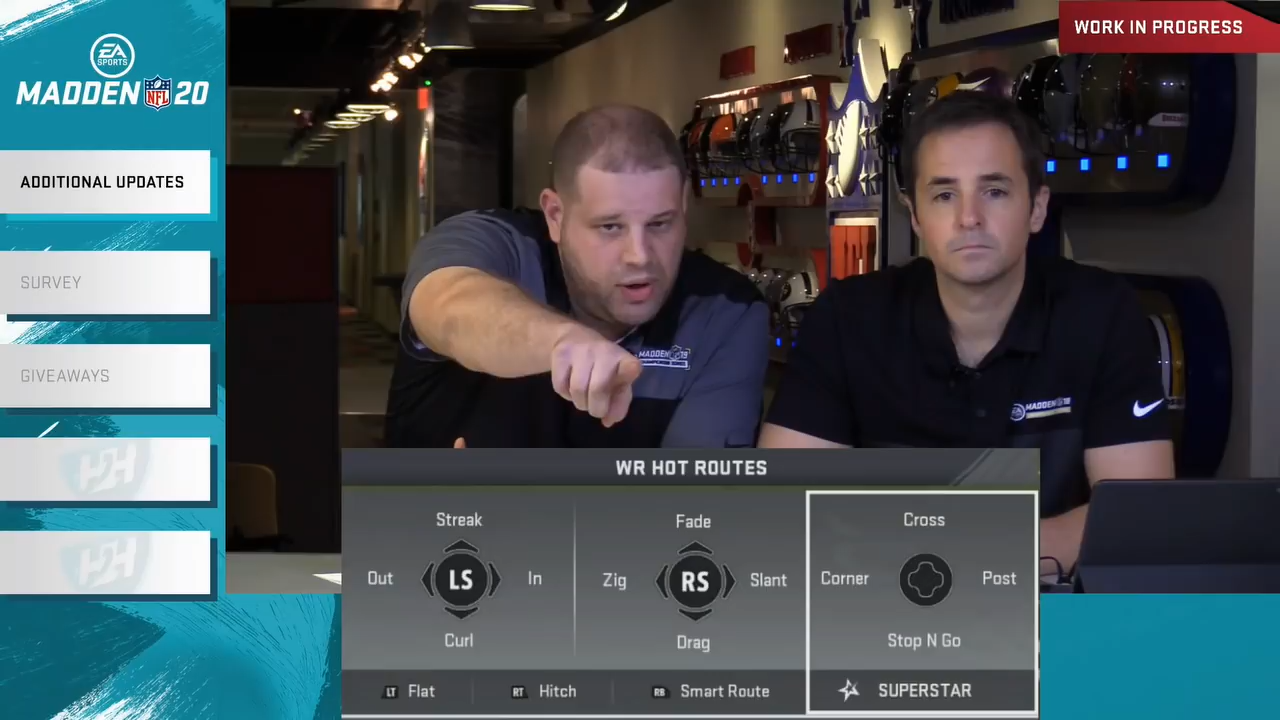 WORK IN PROGRESS
EA
SPORTS
MADDEN NFL 20
ADDITIONAL UPDATES
SURVEY
GIVEAWAYS
MADDEN
MADDEN
WR HOT ROUTES
Streak
Out LS In
Curl
Fade
Zig RS Slant
Drag
Cross
Corner Post
Stop N Go
LT Flat
RT Hitch
RB Smart Route
SUPERSTAR